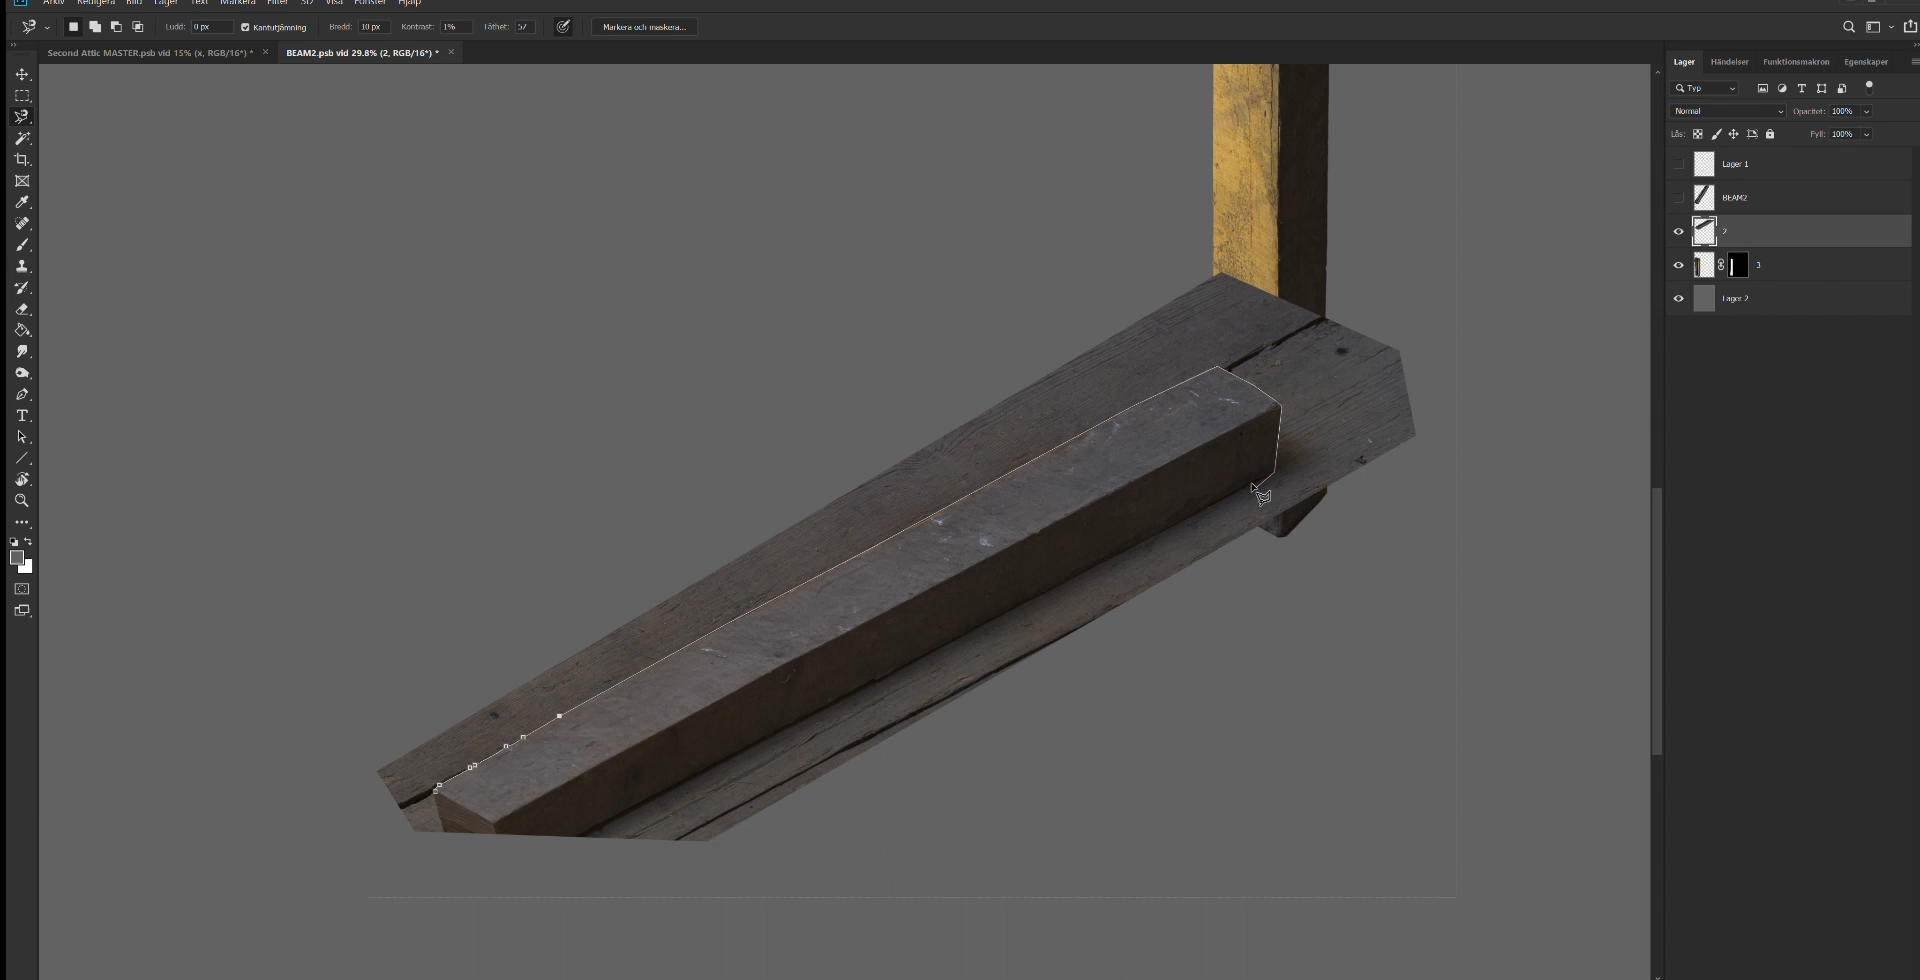 Arkiv Redigera Bild Lager Text Markera Filter 3D Visa Fönster Hjälp
Ludd: 0 px Kantutjämning Bredd: 10 px Kontrast: 1% Täthet: 57 Markera och maskera...
Second Attic MASTER.psb vid 15% (x, RGB/16*) * BEAM2.psb vid 29.8% (2, RGB/16*) *
Lager Händelser Funktionsmakron Egenskaper
Typ
Normal Opacitet: 100%
Lås: Fyll: 100%
Lager 1
BEAM2
2
3
Lager 2